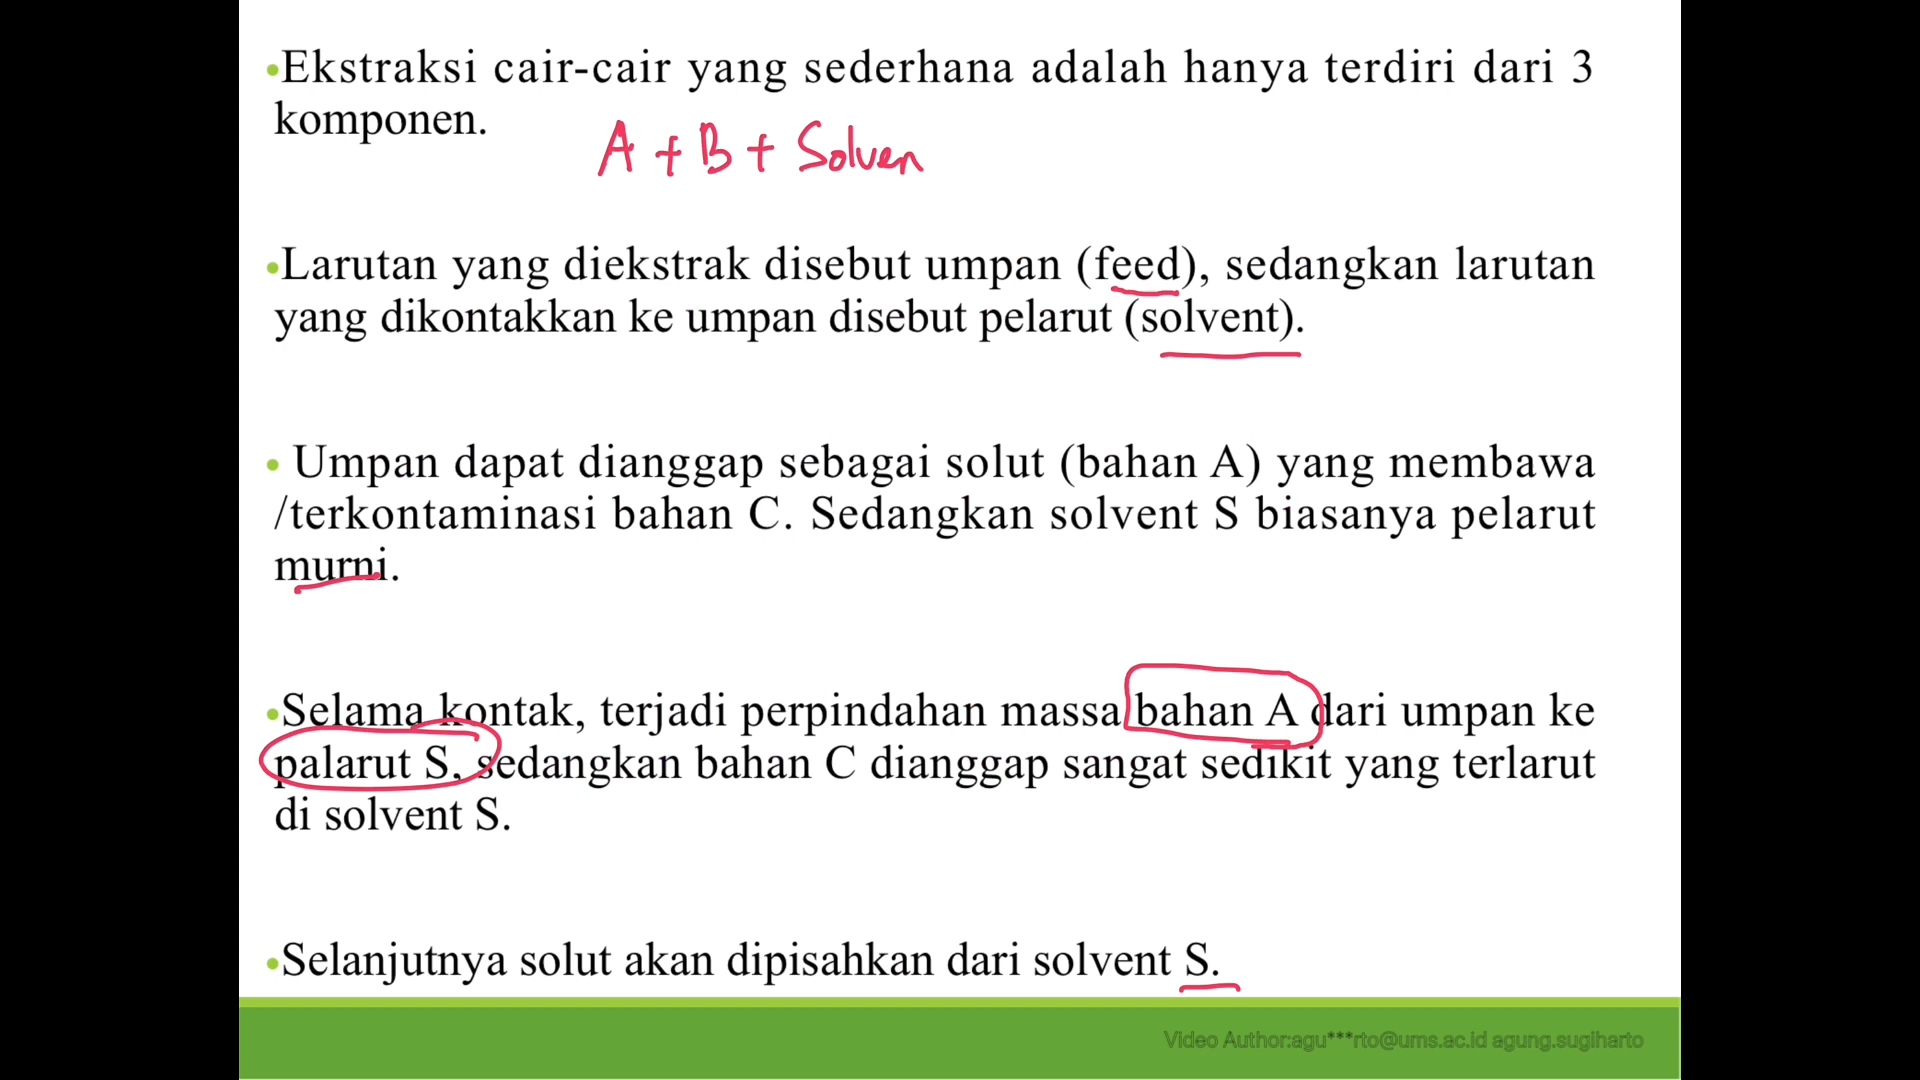 •Ekstraksi cair-cair yang sederhana adalah hanya terdiri dari 3
komponen.
A + B + Solven
•Larutan yang diekstrak disebut umpan (feed), sedangkan larutan
yang dikontakkan ke umpan disebut pelarut (solvent).
• Umpan dapat dianggap sebagai solut (bahan A) yang membawa
/terkontaminasi bahan C. Sedangkan solvent S biasanya pelarut
murni.
•Selama kontak, terjadi perpindahan massa bahan A dari umpan ke
palarut S, sedangkan bahan C dianggap sangat sedikit yang terlarut
di solvent S.
•Selanjutnya solut akan dipisahkan dari solvent S.
Video Author:agu***rto@ums.ac.id agung.sugiharto